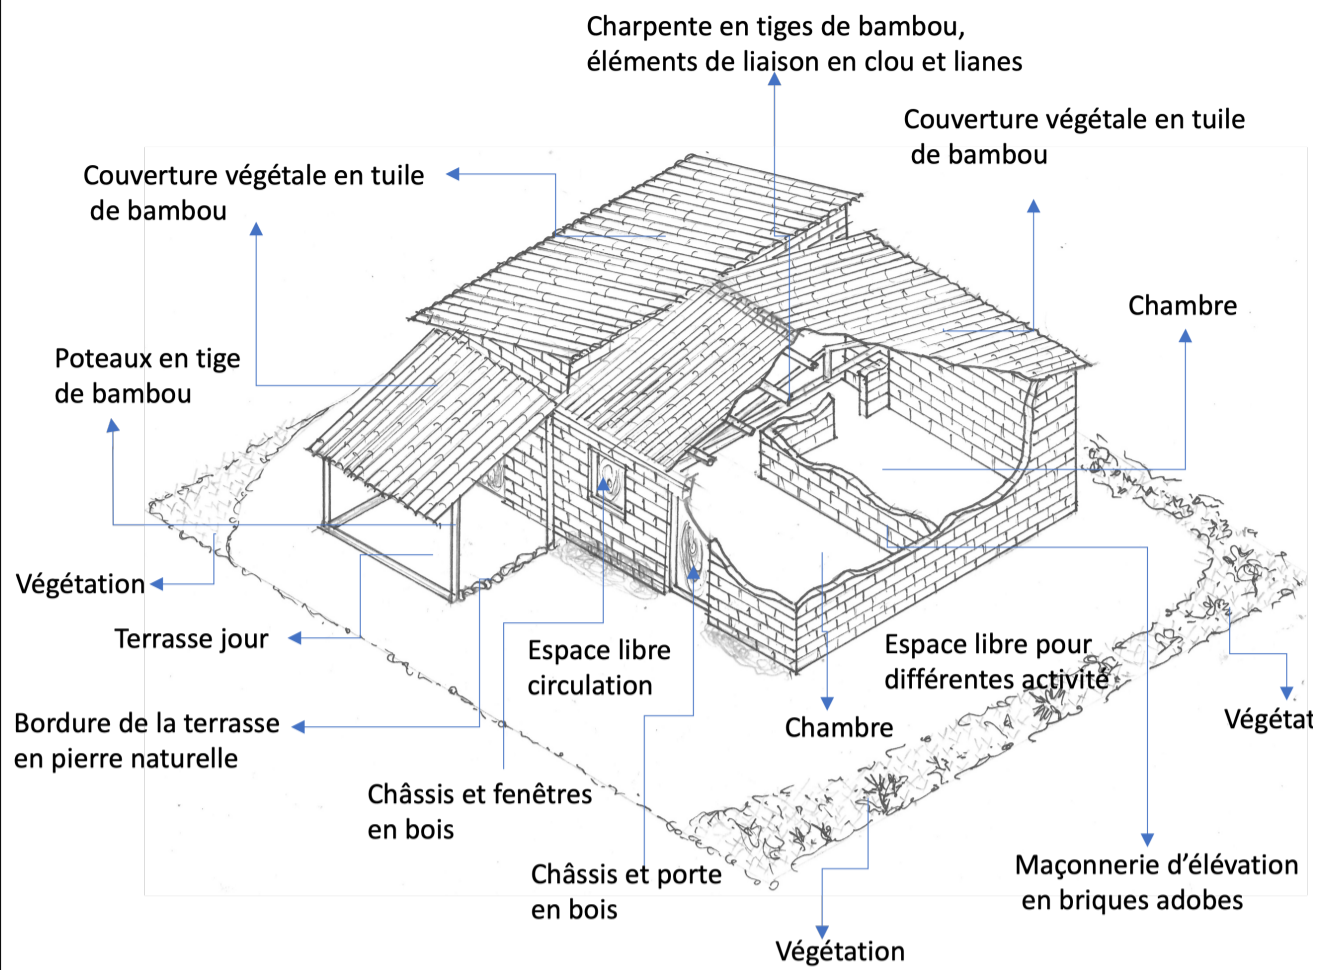 Charpente en tiges de bambou,
éléments de liaison en clou et lianes
Couverture végétale en tuile
de bambou
Couverture végétale en tuile
de bambou
Chambre
Poteaux en tige
de bambou
Végétation
Terrasse jour
Bordure de la terrasse
en pierre naturelle
Espace libre
circulation
Espace libre pour
différentes activité
Chambre
Végétat
Châssis et fenêtres
en bois
Châssis et porte
en bois
Maçonnerie d’élévation
en briques adobes
Végétation